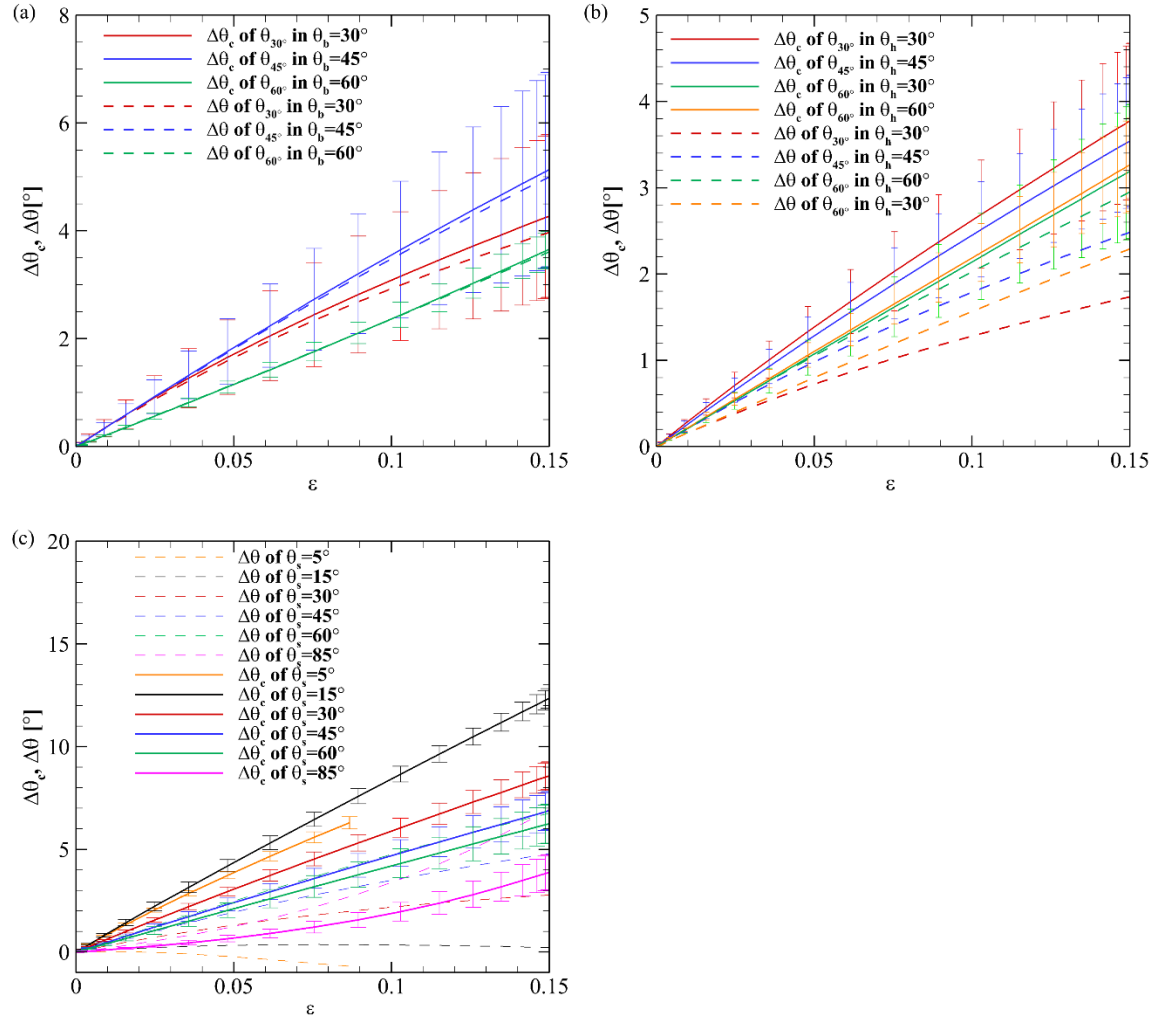 (a)
8
6
4
2
0
Δθc, Δθ[°]
Δθc of θ30° in θb=30°
Δθc of θ45° in θb=45°
Δθc of θ60° in θb=60°
Δθ of θ30° in θb=30°
Δθ of θ45° in θb=45°
Δθ of θ60° in θb=60°
0 0.05 0.1 0.15
ε
(b)
5
4
3
2
1
0
Δθc, Δθ[°]
Δθc of θ30° in θh=30°
Δθc of θ45° in θh=45°
Δθc of θ60° in θh=30°
Δθc of θ60° in θh=60°
Δθ of θ30° in θh=30°
Δθ of θ45° in θh=45°
Δθ of θ60° in θh=60°
Δθ of θ60° in θh=30°
0 0.05 0.1 0.15
ε
(c)
20
15
10
5
0
Δθc, Δθ [°]
Δθ of θs=5°
Δθ of θs=15°
Δθ of θs=30°
Δθ of θs=45°
Δθ of θs=60°
Δθ of θs=85°
Δθc of θs=5°
Δθc of θs=15°
Δθc of θs=30°
Δθc of θs=45°
Δθc of θs=60°
Δθc of θs=85°
0 0.05 0.1 0.15
ε